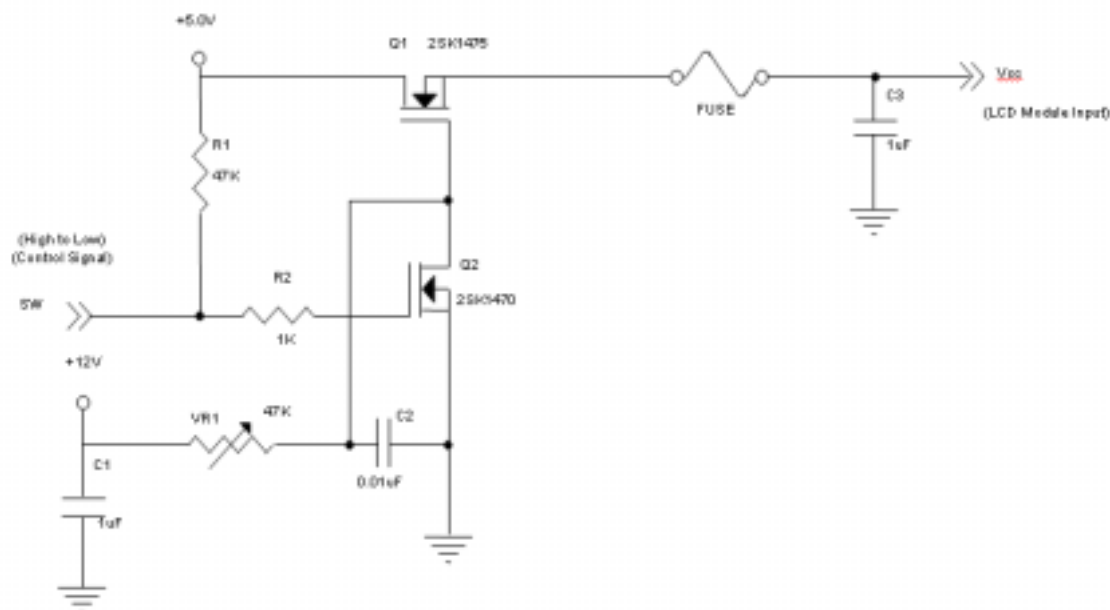 +5.0V
Q1 2SK1475
FUSE
Vcc
(LCD Module Input)
C3
1uF
R1
47K
(High to Low)
(Control Signal)
SW
R2
1K
Q2
2SK1470
+12V
VR1
47K
C2
0.01uF
C1
1uF